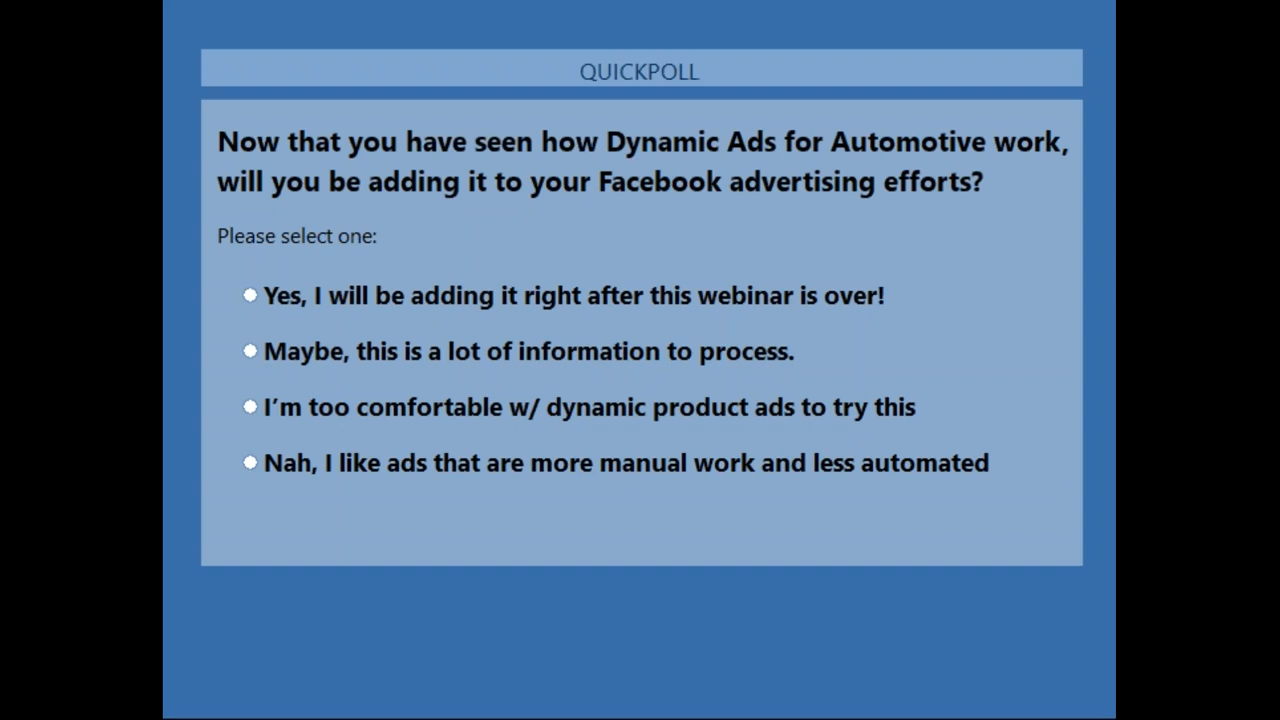 QUICKPOLL
Now that you have seen how Dynamic Ads for Automotive work,
will you be adding it to your Facebook advertising efforts?
Please select one:
Yes, I will be adding it right after this webinar is over!
Maybe, this is a lot of information to process.
I’m too comfortable w/ dynamic product ads to try this
Nah, I like ads that are more manual work and less automated